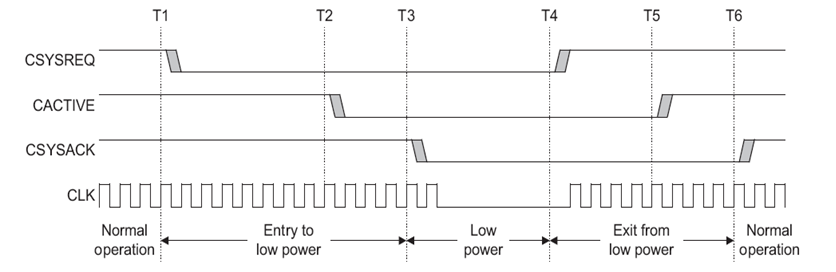 T1 T2 T3 T4 T5 T6
CSYSREQ
CACTIVE
CSYSACK
CLK
Normal operation
Entry to low power
Low power
Exit from low power
Normal operation